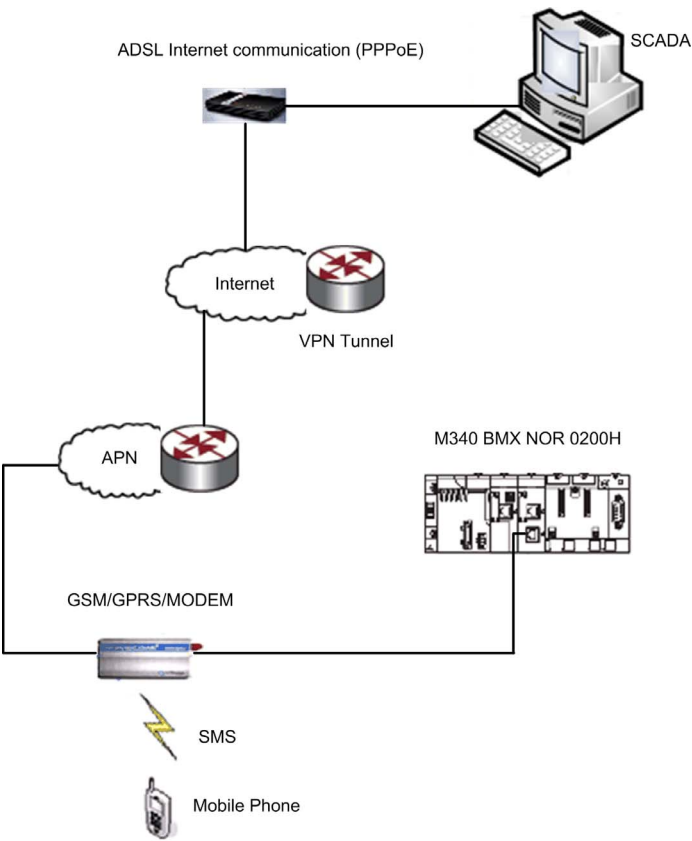 ADSL Internet communication (PPPoE)
SCADA
Internet
VPN Tunnel
APN
M340 BMX NOR 0200H
GSM/GPRS/MODEM
SMS
Mobile Phone